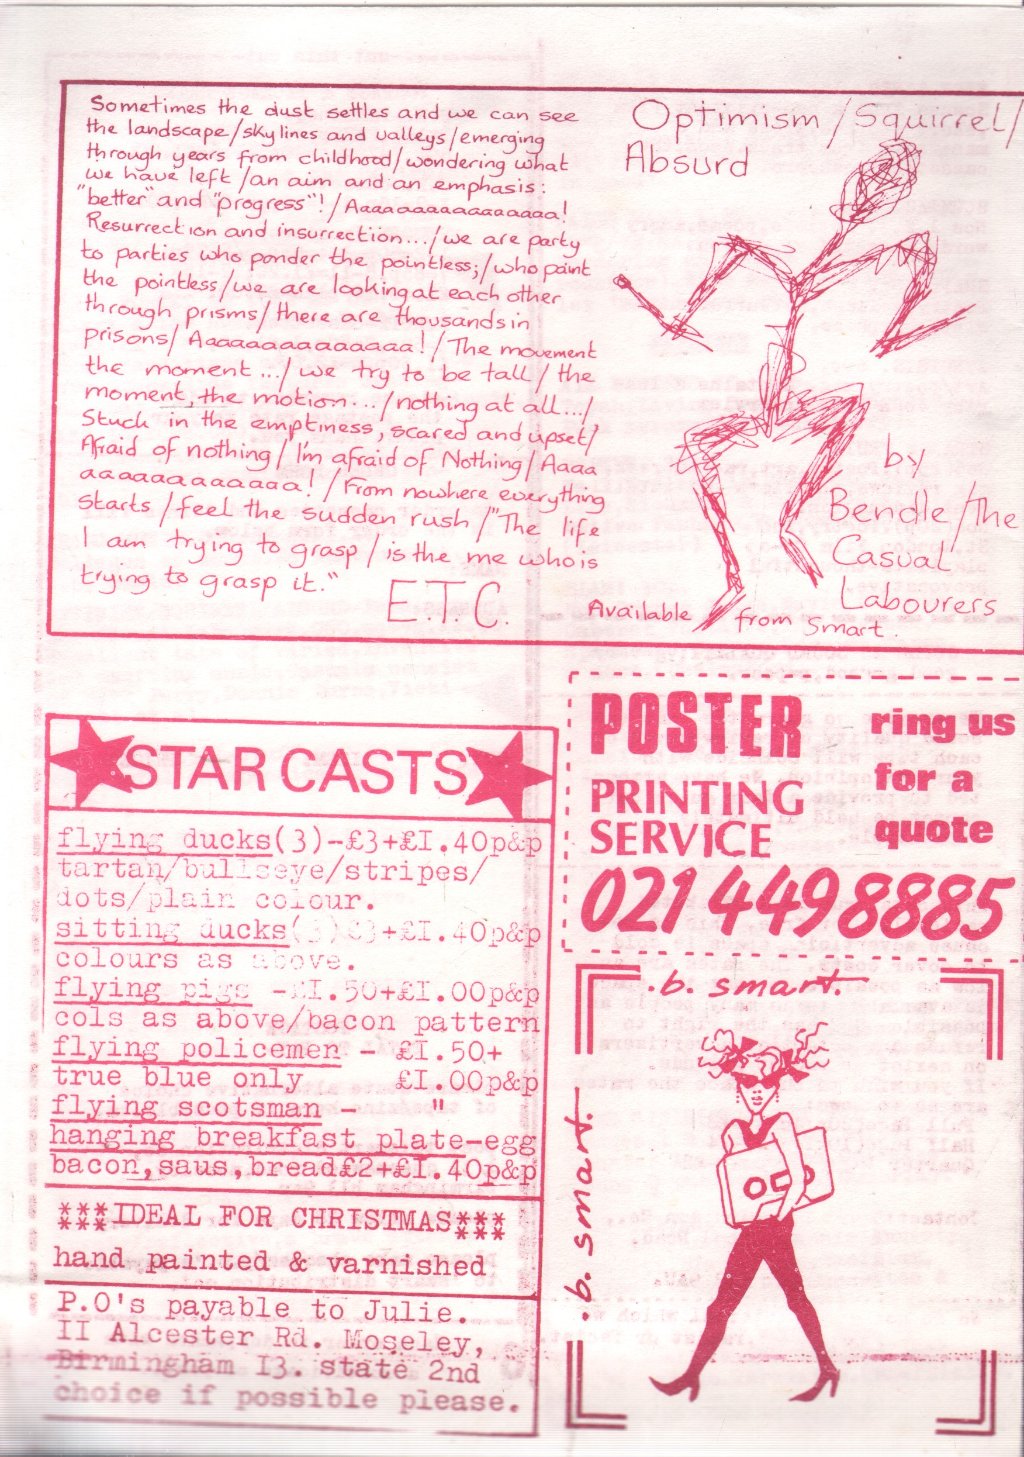 Sometimes the dust settles and we can see
the landscape/skylines and valleys/emerging
through years from childhood/wondering what
we have left/an aim and an emphasis:
"better" and "progress"!/Aaaaaaaaaaaaaaaa!
Resurrection and insurrection.../we are party
to parties who ponder the pointless;/who paint
the pointless/we are looking at each other
through prisms/there are thousands in
prisons/Aaaaaaaaaaaaaaa!/The movement
the moment.../we try to be tall/the
moment, the motion.../nothing at all.../
Stuck in the emptiness, scared and upset/
Afraid of nothing/I'm afraid of Nothing/Aaaa
aaaaaaaaaaaa!/From nowhere everything
starts/feel the sudden rush/"The life
I am trying to grasp/is the me who is
trying to grasp it."
E.T.C.
Optimism/Squirrel/
Absurd
by
Bendle/The
Casual
Labourers
Available from Smart.
STAR CASTS
flying ducks(3)-£3+£I.40p&p
tartan/bullseye/stripes/
dots/plain colour.
sitting ducks(3)£3+£I.40p&p
colours as above.
flying pigs -£I.50+£I.00p&p
cols as above/bacon pattern
flying policemen - £I.50+
true blue only £I.00p&p
flying scotsman - "
hanging breakfast plate-egg
bacon,saus,bread£2+£I.40p&p
***IDEAL FOR CHRISTMAS***
hand painted & varnished
P.O's payable to Julie.
II Alcester Rd. Moseley,
Birmingham I3. state 2nd
choice if possible please.
POSTER
PRINTING
SERVICE
ring us
for a
quote
021 449 8885
.b. smart.
.b. smart.